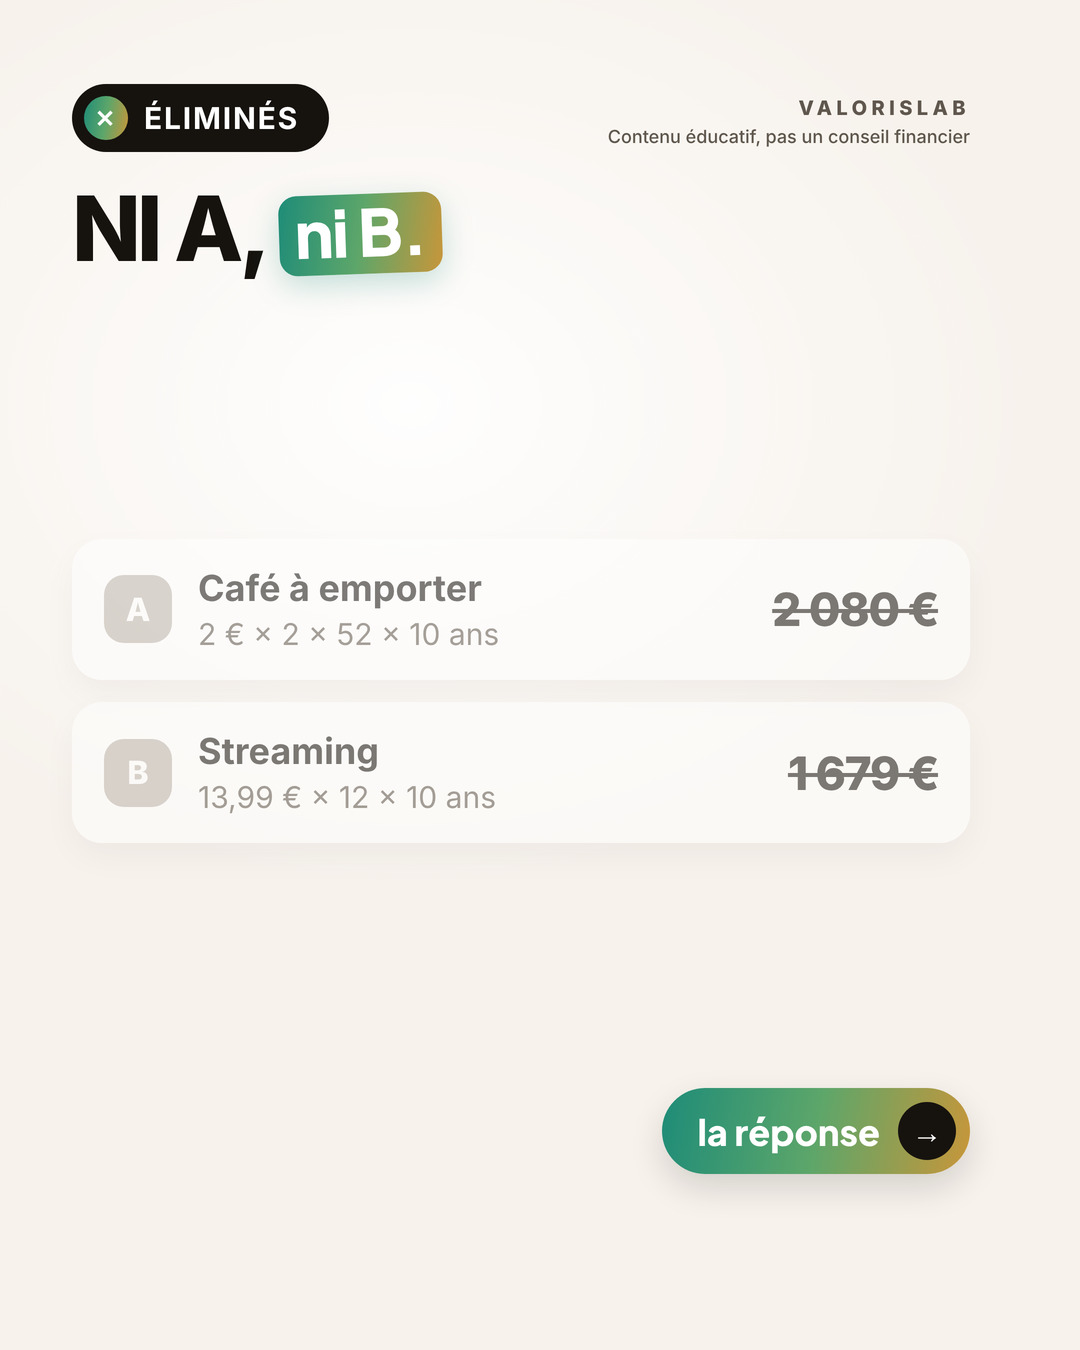 × ÉLIMINÉS
VALORISLAB
Contenu éducatif, pas un conseil financier
NI A, ni B.
A
Café à emporter
2 € × 2 × 52 × 10 ans
2 080 €
B
Streaming
13,99 € × 12 × 10 ans
1 679 €
la réponse →